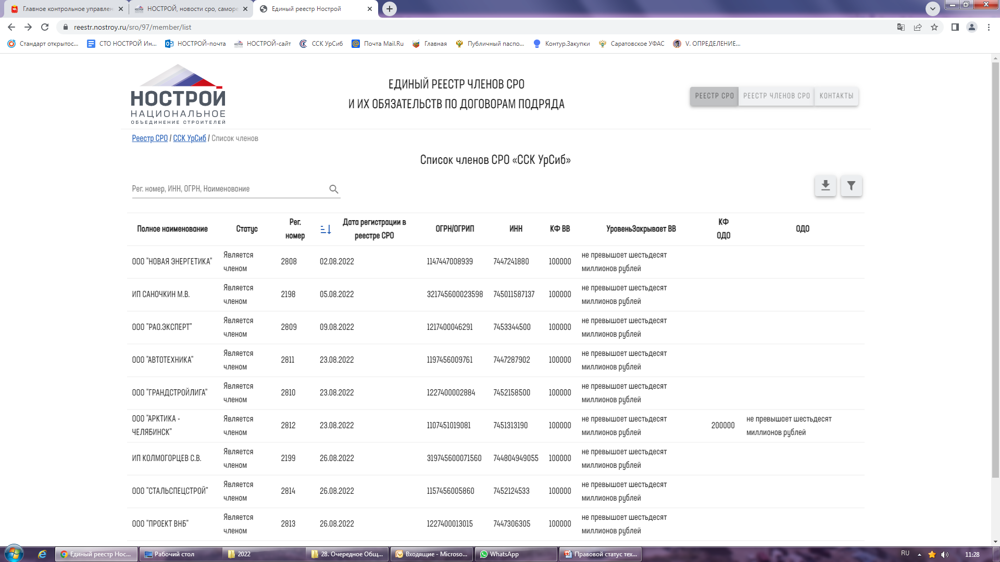 Главное контрольное управлен
НОСТРОЙ, новости сро, саморе
Единый реестр Нострой
reestr.nostroy.ru/sro/97/member/list
Стандарт открытос...
СТО НОСТРОЙ Ин...
НОСТРОЙ-почта
НОСТРОЙ-сайт
ССК УрСиб
Почта Mail.Ru
Главная
Публичный паспо...
Контур.Закупки
Саратовское УФАС
V. ОПРЕДЕЛЕНИЕ...
НОСТРОЙ
НАЦИОНАЛЬНОЕ
ОБЪЕДИНЕНИЕ СТРОИТЕЛЕЙ
ЕДИНЫЙ РЕЕСТР ЧЛЕНОВ СРО
И ИХ ОБЯЗАТЕЛЬСТВ ПО ДОГОВОРАМ ПОДРЯДА
РЕЕСТР СРО
РЕЕСТР ЧЛЕНОВ СРО
КОНТАКТЫ
Реестр СРО / ССК УрСиб / Список членов
Список членов СРО «ССК УрСиб»
Рег. номер, ИНН, ОГРН, Наименование
Полное наименование
Статус
Рег.
номер
Дата регистрации в
реестре СРО
ОГРН/ОГРИП
ИНН
КФ ВВ
УровеньЗакрывает ВВ
КФ
ОДО
ОДО
ООО "НОВАЯ ЭНЕРГЕТИКА"
Является
членом
2808
02.08.2022
1147447008939
7447241880
100000
не превышает шестьдесят
миллионов рублей
ИП САНОЧКИН М.В.
Является
членом
2198
05.08.2022
321745600023598
745011587137
100000
не превышает шестьдесят
миллионов рублей
ООО "РАО.ЭКСПЕРТ"
Является
членом
2809
09.08.2022
1217400046291
7453344500
100000
не превышает шестьдесят
миллионов рублей
ООО "АВТОТЕХНИКА"
Является
членом
2811
23.08.2022
1197456009761
7447287902
100000
не превышает шестьдесят
миллионов рублей
ООО "ГРАНДСТРОЙЛИГА"
Является
членом
2810
23.08.2022
1227400002884
7452158500
100000
не превышает шестьдесят
миллионов рублей
ООО "АРКТИКА -
ЧЕЛЯБИНСК"
Является
членом
2812
23.08.2022
1107451019081
7451313190
100000
не превышает шестьдесят
миллионов рублей
200000
не превышает шестьдесят
миллионов рублей
ИП КОЛМОГОРЦЕВ С.В.
Является
членом
2199
26.08.2022
319745600071560
744804949055
100000
не превышает шестьдесят
миллионов рублей
ООО "СТАЛЬСПЕЦСТРОЙ"
Является
членом
2814
26.08.2022
1157456005860
7452124533
100000
не превышает шестьдесят
миллионов рублей
ООО "ПРОЕКТ ВНБ"
Является
членом
2813
26.08.2022
1227400013015
7447306305
100000
не превышает шестьдесят
миллионов рублей
Единый реестр Нос...
Рабочий стол
2022
28. Очередное Общ...
Входящие - Microso...
WhatsApp
Правовой статус тех...
RU
11:28